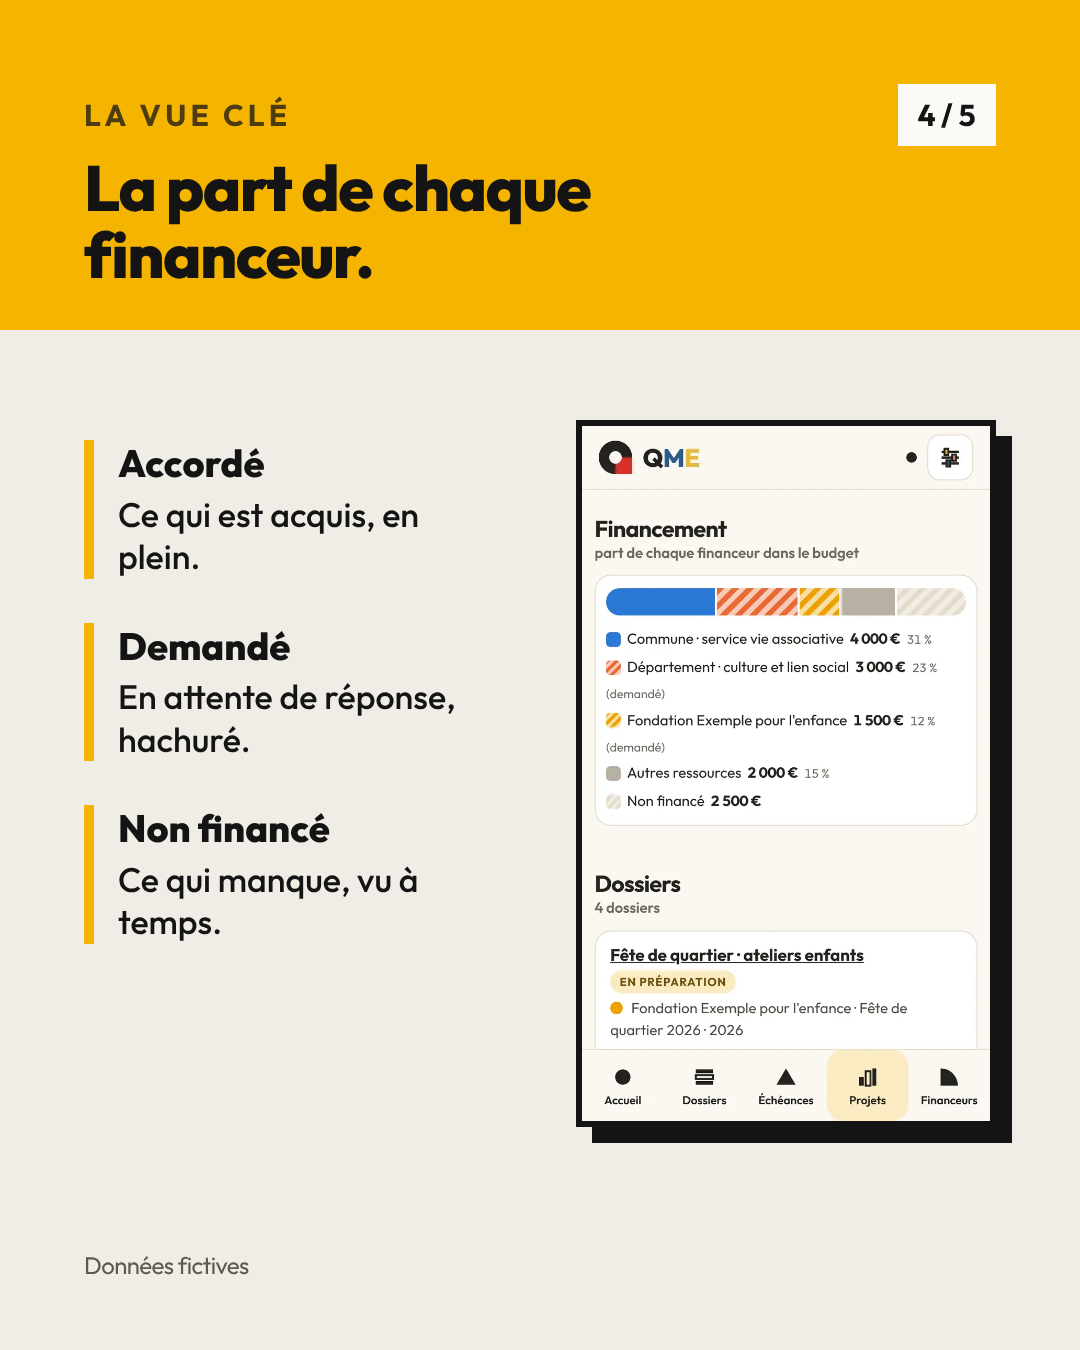 LA VUE CLÉ
4 / 5
La part de chaque
financeur.
Accordé
Ce qui est acquis, en
plein.
Demandé
En attente de réponse,
hachuré.
Non financé
Ce qui manque, vu à
temps.
QME
Financement
part de chaque financeur dans le budget
Commune · service vie associative 4 000 € 31 %
Département · culture et lien social 3 000 € 23 %
(demandé)
Fondation Exemple pour l'enfance 1 500 € 12 %
(demandé)
Autres ressources 2 000 € 15 %
Non financé 2 500 €
Dossiers
4 dossiers
Fête de quartier · ateliers enfants
EN PRÉPARATION
Fondation Exemple pour l'enfance · Fête de
quartier 2026 · 2026
Accueil Dossiers Échéances Projets Financeurs
Données fictives